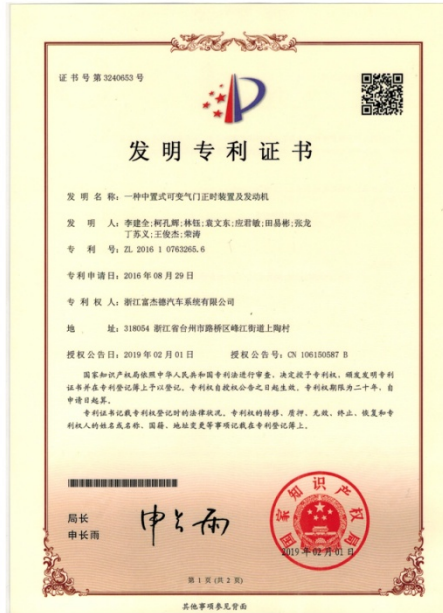 证书号第3240653号
发明专利证书
发明名称：一种中置式可变气门正时装置及发动机
发明人：李建全;柯孔辉;林钰;袁文东;应君敏;田易彬;张龙
丁苏义;王俊杰;荣涛
专利号：ZL 2016 1 0763265.6
专利申请日：2016年08月29日
专利权人：浙江富杰德汽车系统有限公司
地址：318054 浙江省台州市路桥区峰江街道上陶村
授权公告日：2019年02月01日 授权公告号：CN 106150587 B
国家知识产权局依照中华人民共和国专利法进行审查，决定授予专利权，颁发发明专利
证书并在专利登记簿上予以登记。专利权自授权公告之日起生效。专利权期限为二十年，自
申请日起算。
专利证书记载专利权登记时的法律状况。专利权的转移、质押、无效、终止、恢复和专
利权人的姓名或名称、国籍、地址变更等事项记载在专利登记簿上。
局长
申长雨
申长雨
国家知识产权局
2019年02月01日
第 1 页 (共 2 页)
其他事项参见背面